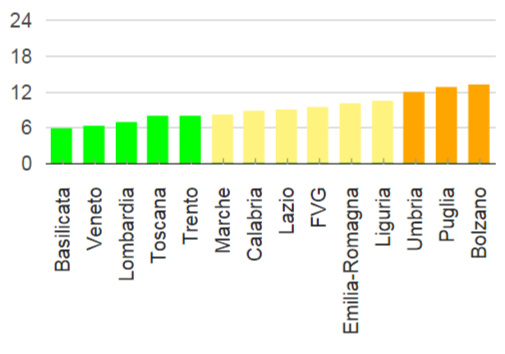 24
18
12
6
0
Basilicata
Veneto
Lombardia
Toscana
Trento
Marche
Calabria
Lazio
FVG
Emilia-Romagna
Liguria
Umbria
Puglia
Bolzano